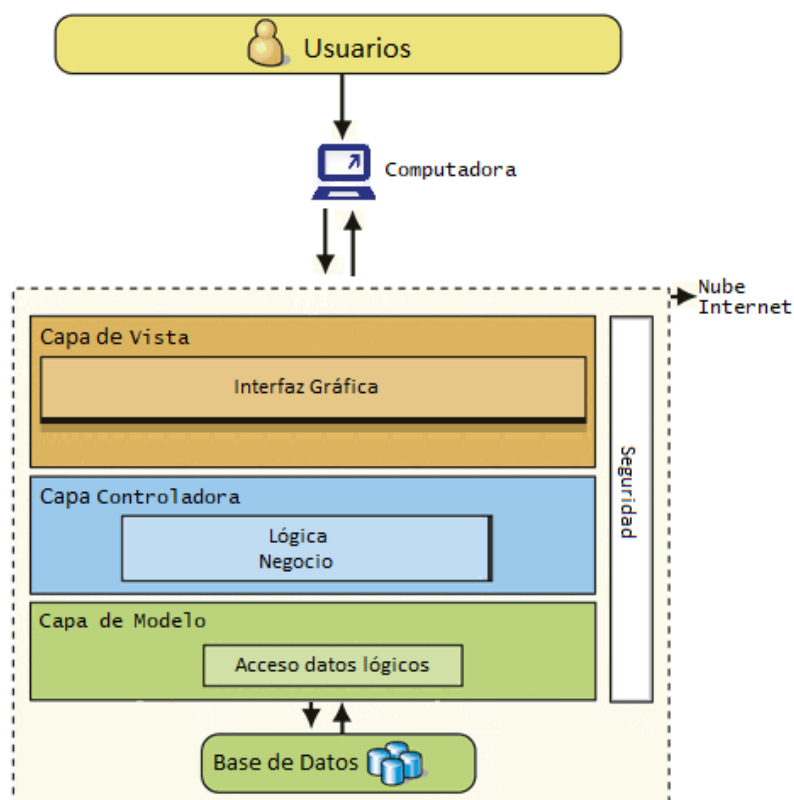 Usuarios
Computadora
Nube
Internet
Capa de Vista
Interfaz Gráfica
Seguridad
Capa Controladora
Lógica
Negocio
Capa de Modelo
Acceso datos lógicos
Base de Datos